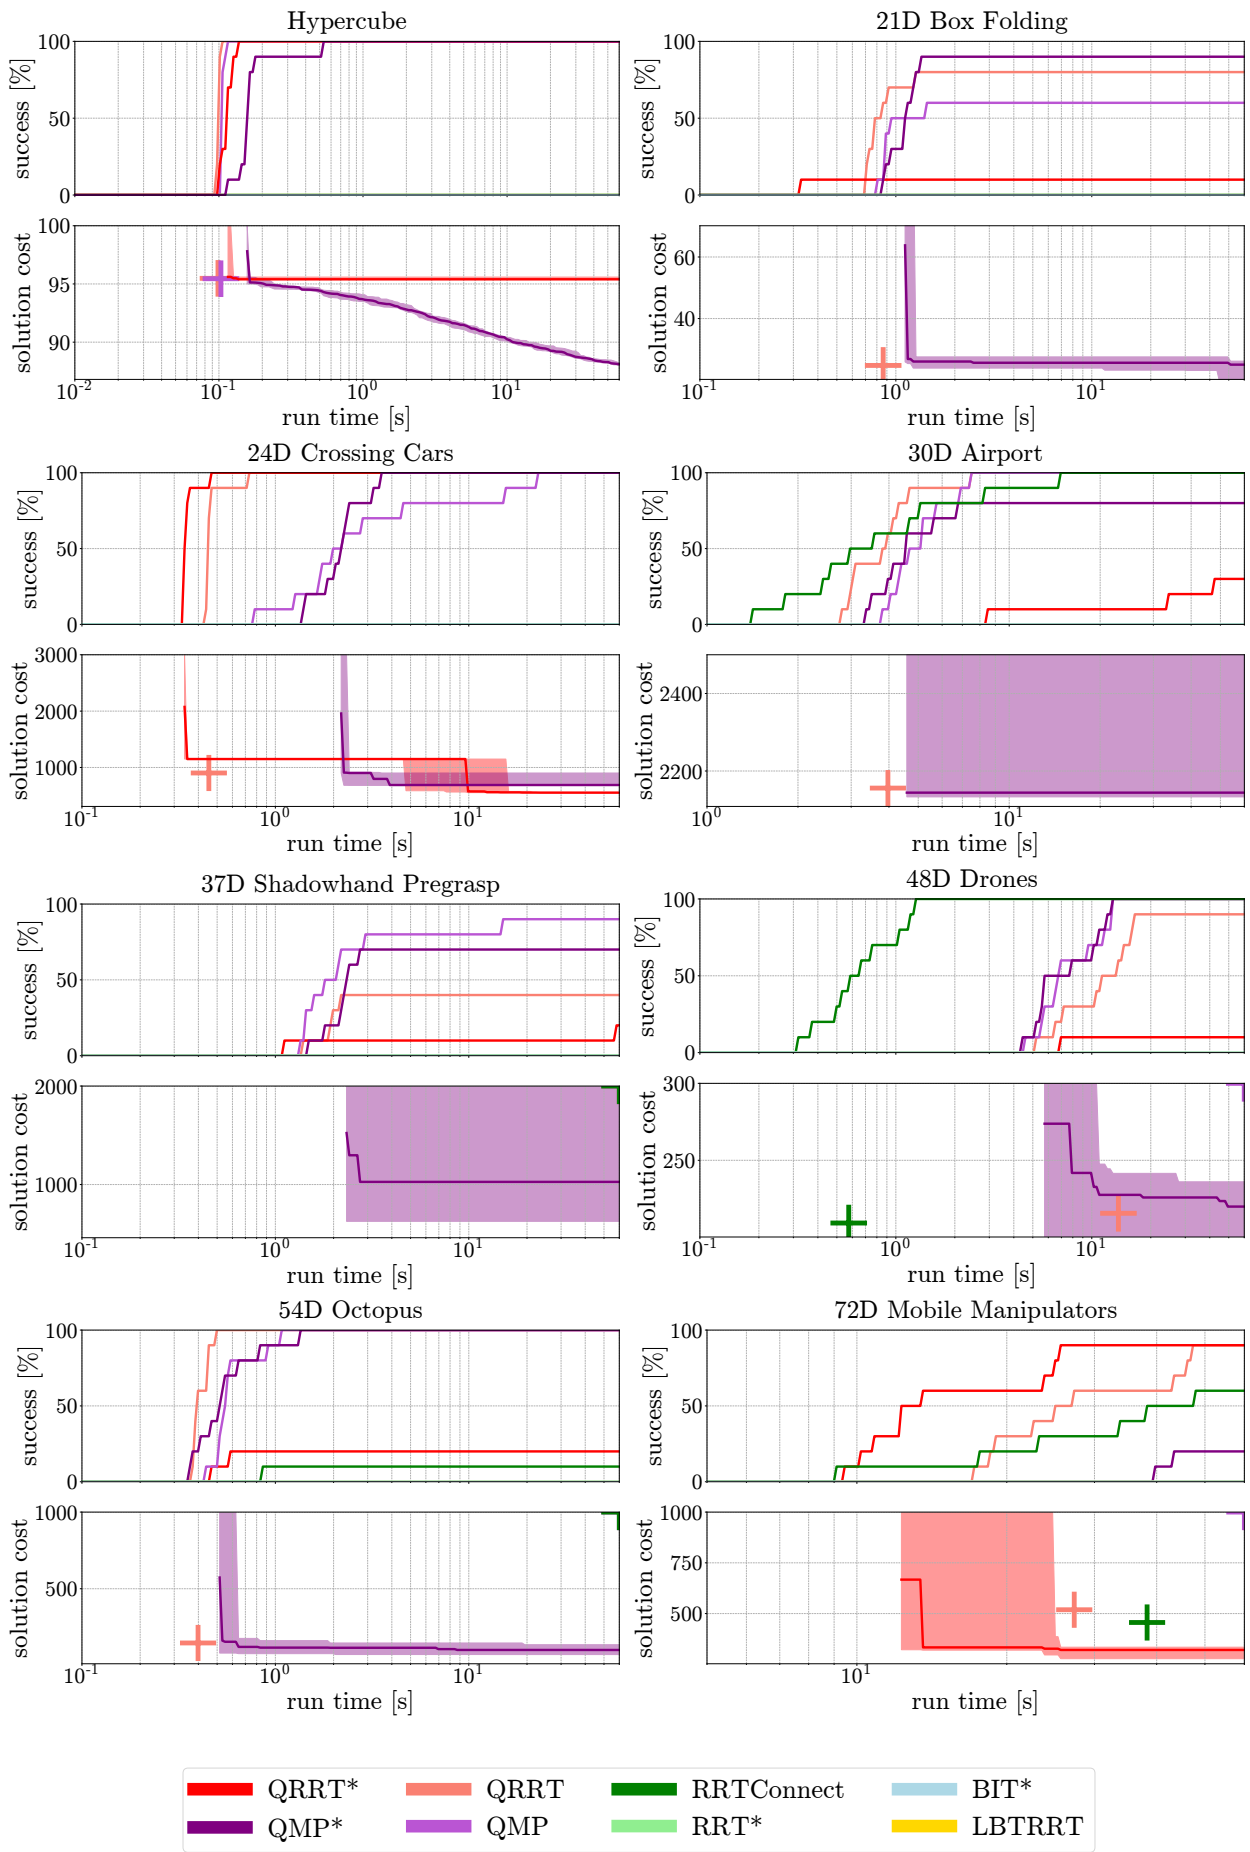 Hypercube
success [%]
100
50
0
solution cost
100
95
90
10^-2 10^-1 10^0 10^1
run time [s]
21D Box Folding
success [%]
100
50
0
solution cost
60
40
10^-1 10^0 10^1
run time [s]
24D Crossing Cars
success [%]
100
50
0
solution cost
3000
2000
1000
10^-1 10^0 10^1
run time [s]
30D Airport
success [%]
100
50
0
solution cost
2400
2200
10^0 10^1
run time [s]
37D Shadowhand Pregrasp
success [%]
100
50
0
solution cost
2000
1000
10^-1 10^0 10^1
run time [s]
48D Drones
success [%]
100
50
0
solution cost
300
250
10^-1 10^0 10^1
run time [s]
54D Octopus
success [%]
100
50
0
solution cost
1000
500
10^-1 10^0 10^1
run time [s]
72D Mobile Manipulators
success [%]
100
50
0
solution cost
1000
750
500
10^1
run time [s]
QRRT* QRRT RRTConnect BIT*
QMP* QMP RRT* LBTRRT